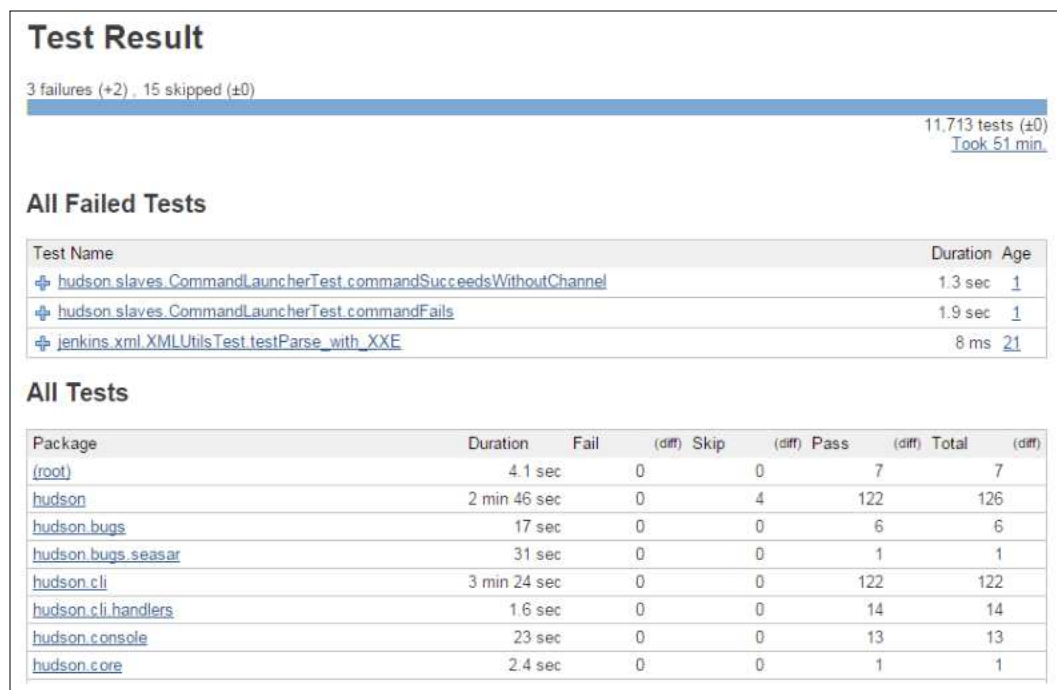 Test Result
3 failures (+2) , 15 skipped (±0)
11,713 tests (±0)
Took 51 min.
All Failed Tests
Test Name Duration Age
hudson.slaves.CommandLauncherTest.commandSucceedsWithoutChannel 1.3 sec 1
hudson.slaves.CommandLauncherTest.commandFails 1.9 sec 1
jenkins.xml.XMLUtilsTest.testParse_with_XXE 8 ms 21
All Tests
Package Duration Fail (diff) Skip (diff) Pass (diff) Total (diff)
(root) 4.1 sec 0 0 7 7
hudson 2 min 46 sec 0 4 122 126
hudson.bugs 17 sec 0 0 6 6
hudson.bugs.seasar 31 sec 0 0 1 1
hudson.cli 3 min 24 sec 0 0 122 122
hudson.cli.handlers 1.6 sec 0 0 14 14
hudson.console 23 sec 0 0 13 13
hudson.core 2.4 sec 0 0 1 1